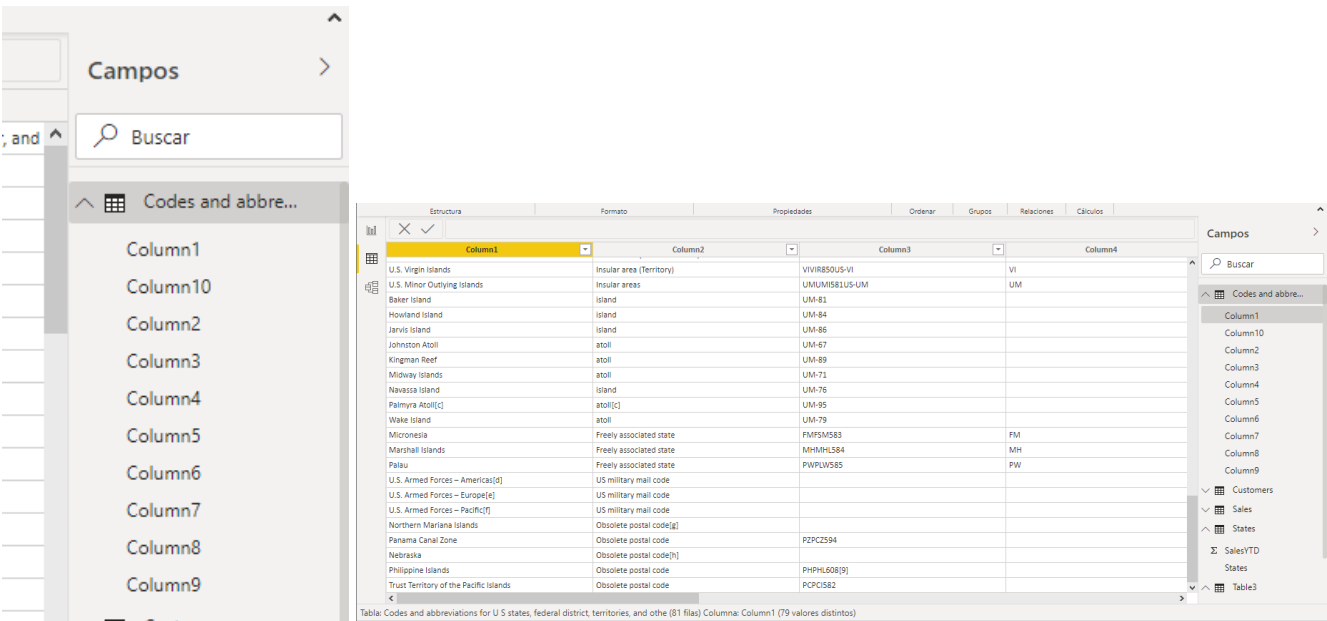 Campos
Buscar
, and
Codes and abbre...
Column1
Column10
Column2
Column3
Column4
Column5
Column6
Column7
Column8
Column9
Estructura Formato Propiedades Ordenar Grupos Relaciones Cálculos
Column1 Column2 Column3 Column4
U.S. Virgin Islands Insular area (Territory) VIVIR850US-VI VI
U.S. Minor Outlying Islands Insular areas UMUMI581US-UM UM
Baker Island island UM-81
Howland Island island UM-84
Jarvis Island island UM-86
Johnston Atoll atoll UM-67
Kingman Reef atoll UM-89
Midway Islands atoll UM-71
Navassa Island island UM-76
Palmyra Atoll[c] atoll[c] UM-95
Wake Island atoll UM-79
Micronesia Freely associated state FMFSM583 FM
Marshall Islands Freely associated state MHMHL584 MH
Palau Freely associated state PWPLW585 PW
U.S. Armed Forces – Americas[d] US military mail code
U.S. Armed Forces – Europe[e] US military mail code
U.S. Armed Forces – Pacific[f] US military mail code
Northern Mariana Islands Obsolete postal code[g]
Panama Canal Zone Obsolete postal code PZPCZ594
Nebraska Obsolete postal code[h]
Philippine Islands Obsolete postal code PHPHL608[9]
Trust Territory of the Pacific Islands Obsolete postal code PCPCI582
Tabla: Codes and abbreviations for U S states, federal district, territories, and othe (81 filas) Columna: Column1 (79 valores distintos)
Campos
Buscar
Codes and abbre...
Column1
Column10
Column2
Column3
Column4
Column5
Column6
Column7
Column8
Column9
Customers
Sales
States
Σ SalesYTD
States
Table3